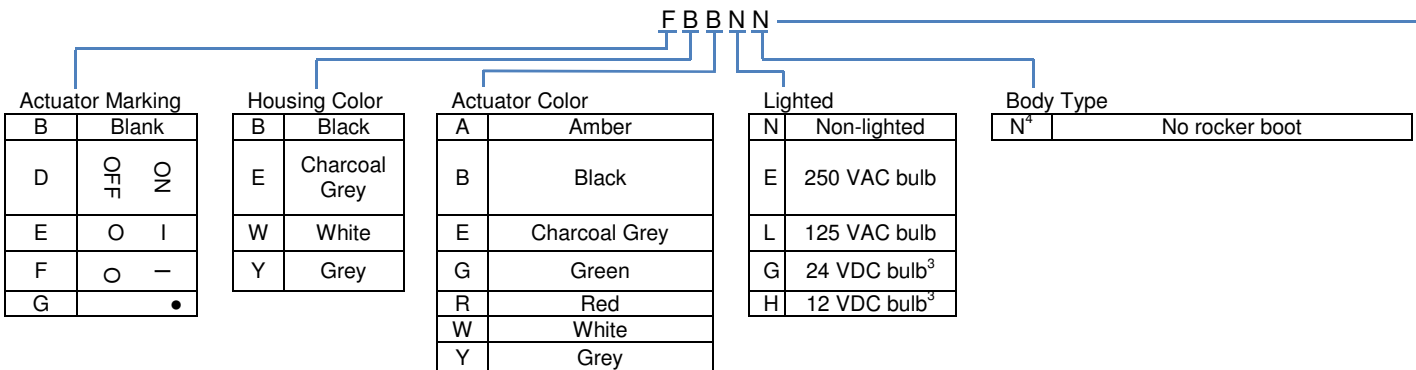 F B B N N
Actuator Marking
B Blank
D OFF ON
E O I
F O I
G ●
Housing Color
B Black
E Charcoal
Grey
W White
Y Grey
Actuator Color
A Amber
B Black
E Charcoal Grey
G Green
R Red
W White
Y Grey
Lighted
N Non-lighted
E 250 VAC bulb
L 125 VAC bulb
G 24 VDC bulb³
H 12 VDC bulb³
Body Type
N⁴ No rocker boot